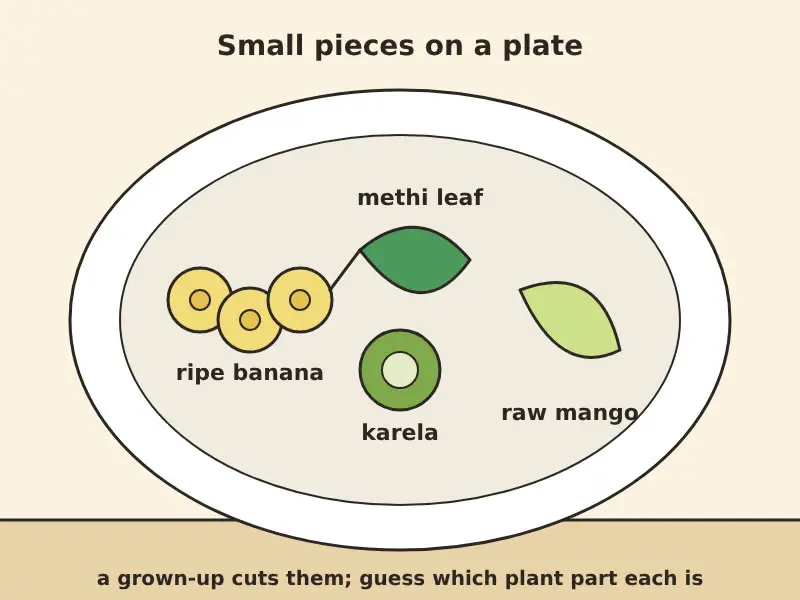 Small pieces on a plate
methi leaf
ripe banana
karela
raw mango
a grown-up cuts them; guess which plant part each is